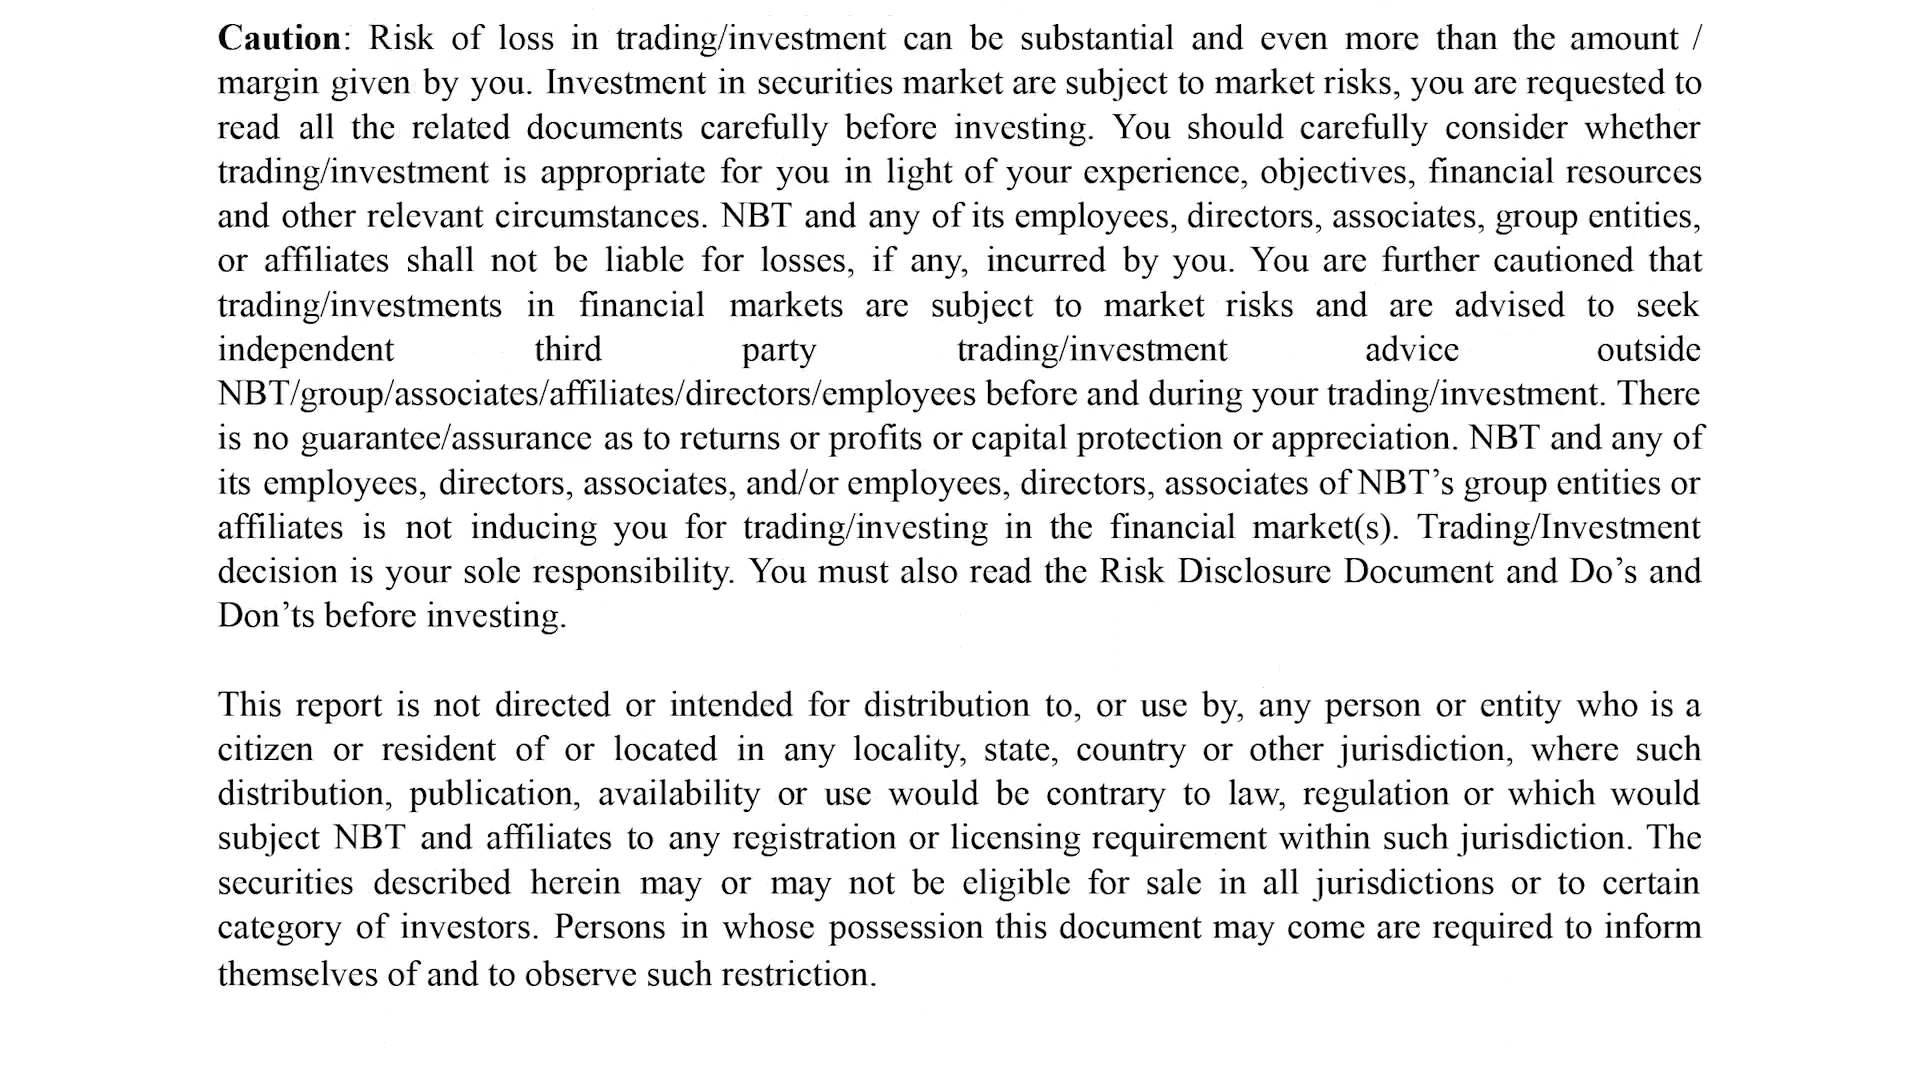 Caution: Risk of loss in trading/investment can be substantial and even more than the amount /
margin given by you. Investment in securities market are subject to market risks, you are requested to
read all the related documents carefully before investing. You should carefully consider whether
trading/investment is appropriate for you in light of your experience, objectives, financial resources
and other relevant circumstances. NBT and any of its employees, directors, associates, group entities,
or affiliates shall not be liable for losses, if any, incurred by you. You are further cautioned that
trading/investments in financial markets are subject to market risks and are advised to seek
independent third party trading/investment advice outside
NBT/group/associates/affiliates/directors/employees before and during your trading/investment. There
is no guarantee/assurance as to returns or profits or capital protection or appreciation. NBT and any of
its employees, directors, associates, and/or employees, directors, associates of NBT’s group entities or
affiliates is not inducing you for trading/investing in the financial market(s). Trading/Investment
decision is your sole responsibility. You must also read the Risk Disclosure Document and Do’s and
Don’ts before investing.
This report is not directed or intended for distribution to, or use by, any person or entity who is a
citizen or resident of or located in any locality, state, country or other jurisdiction, where such
distribution, publication, availability or use would be contrary to law, regulation or which would
subject NBT and affiliates to any registration or licensing requirement within such jurisdiction. The
securities described herein may or may not be eligible for sale in all jurisdictions or to certain
category of investors. Persons in whose possession this document may come are required to inform
themselves of and to observe such restriction.